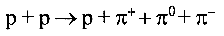 p + p → p + π⁺ + π⁰ + π⁻